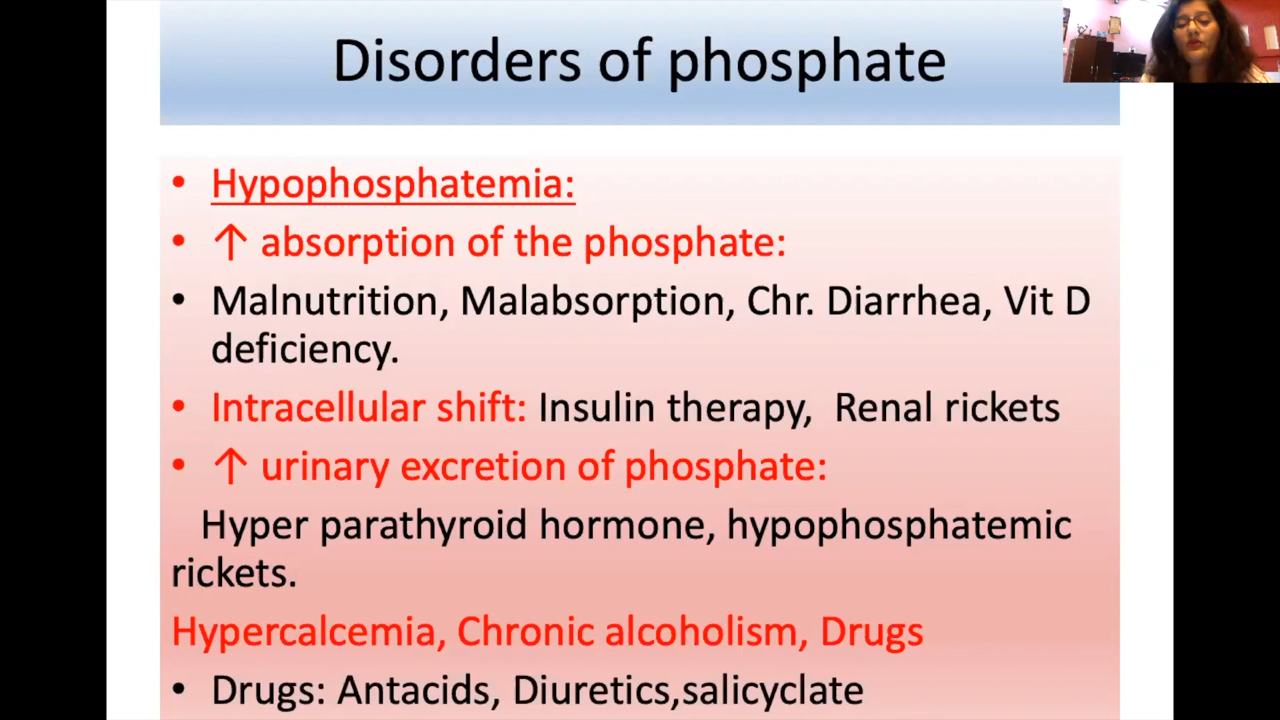 Disorders of phosphate
• Hypophosphatemia:
• ↑ absorption of the phosphate:
• Malnutrition, Malabsorption, Chr. Diarrhea, Vit D
deficiency.
• Intracellular shift: Insulin therapy, Renal rickets
• ↑ urinary excretion of phosphate:
Hyper parathyroid hormone, hypophosphatemic
rickets.
Hypercalcemia, Chronic alcoholism, Drugs
• Drugs: Antacids, Diuretics,salicyclate